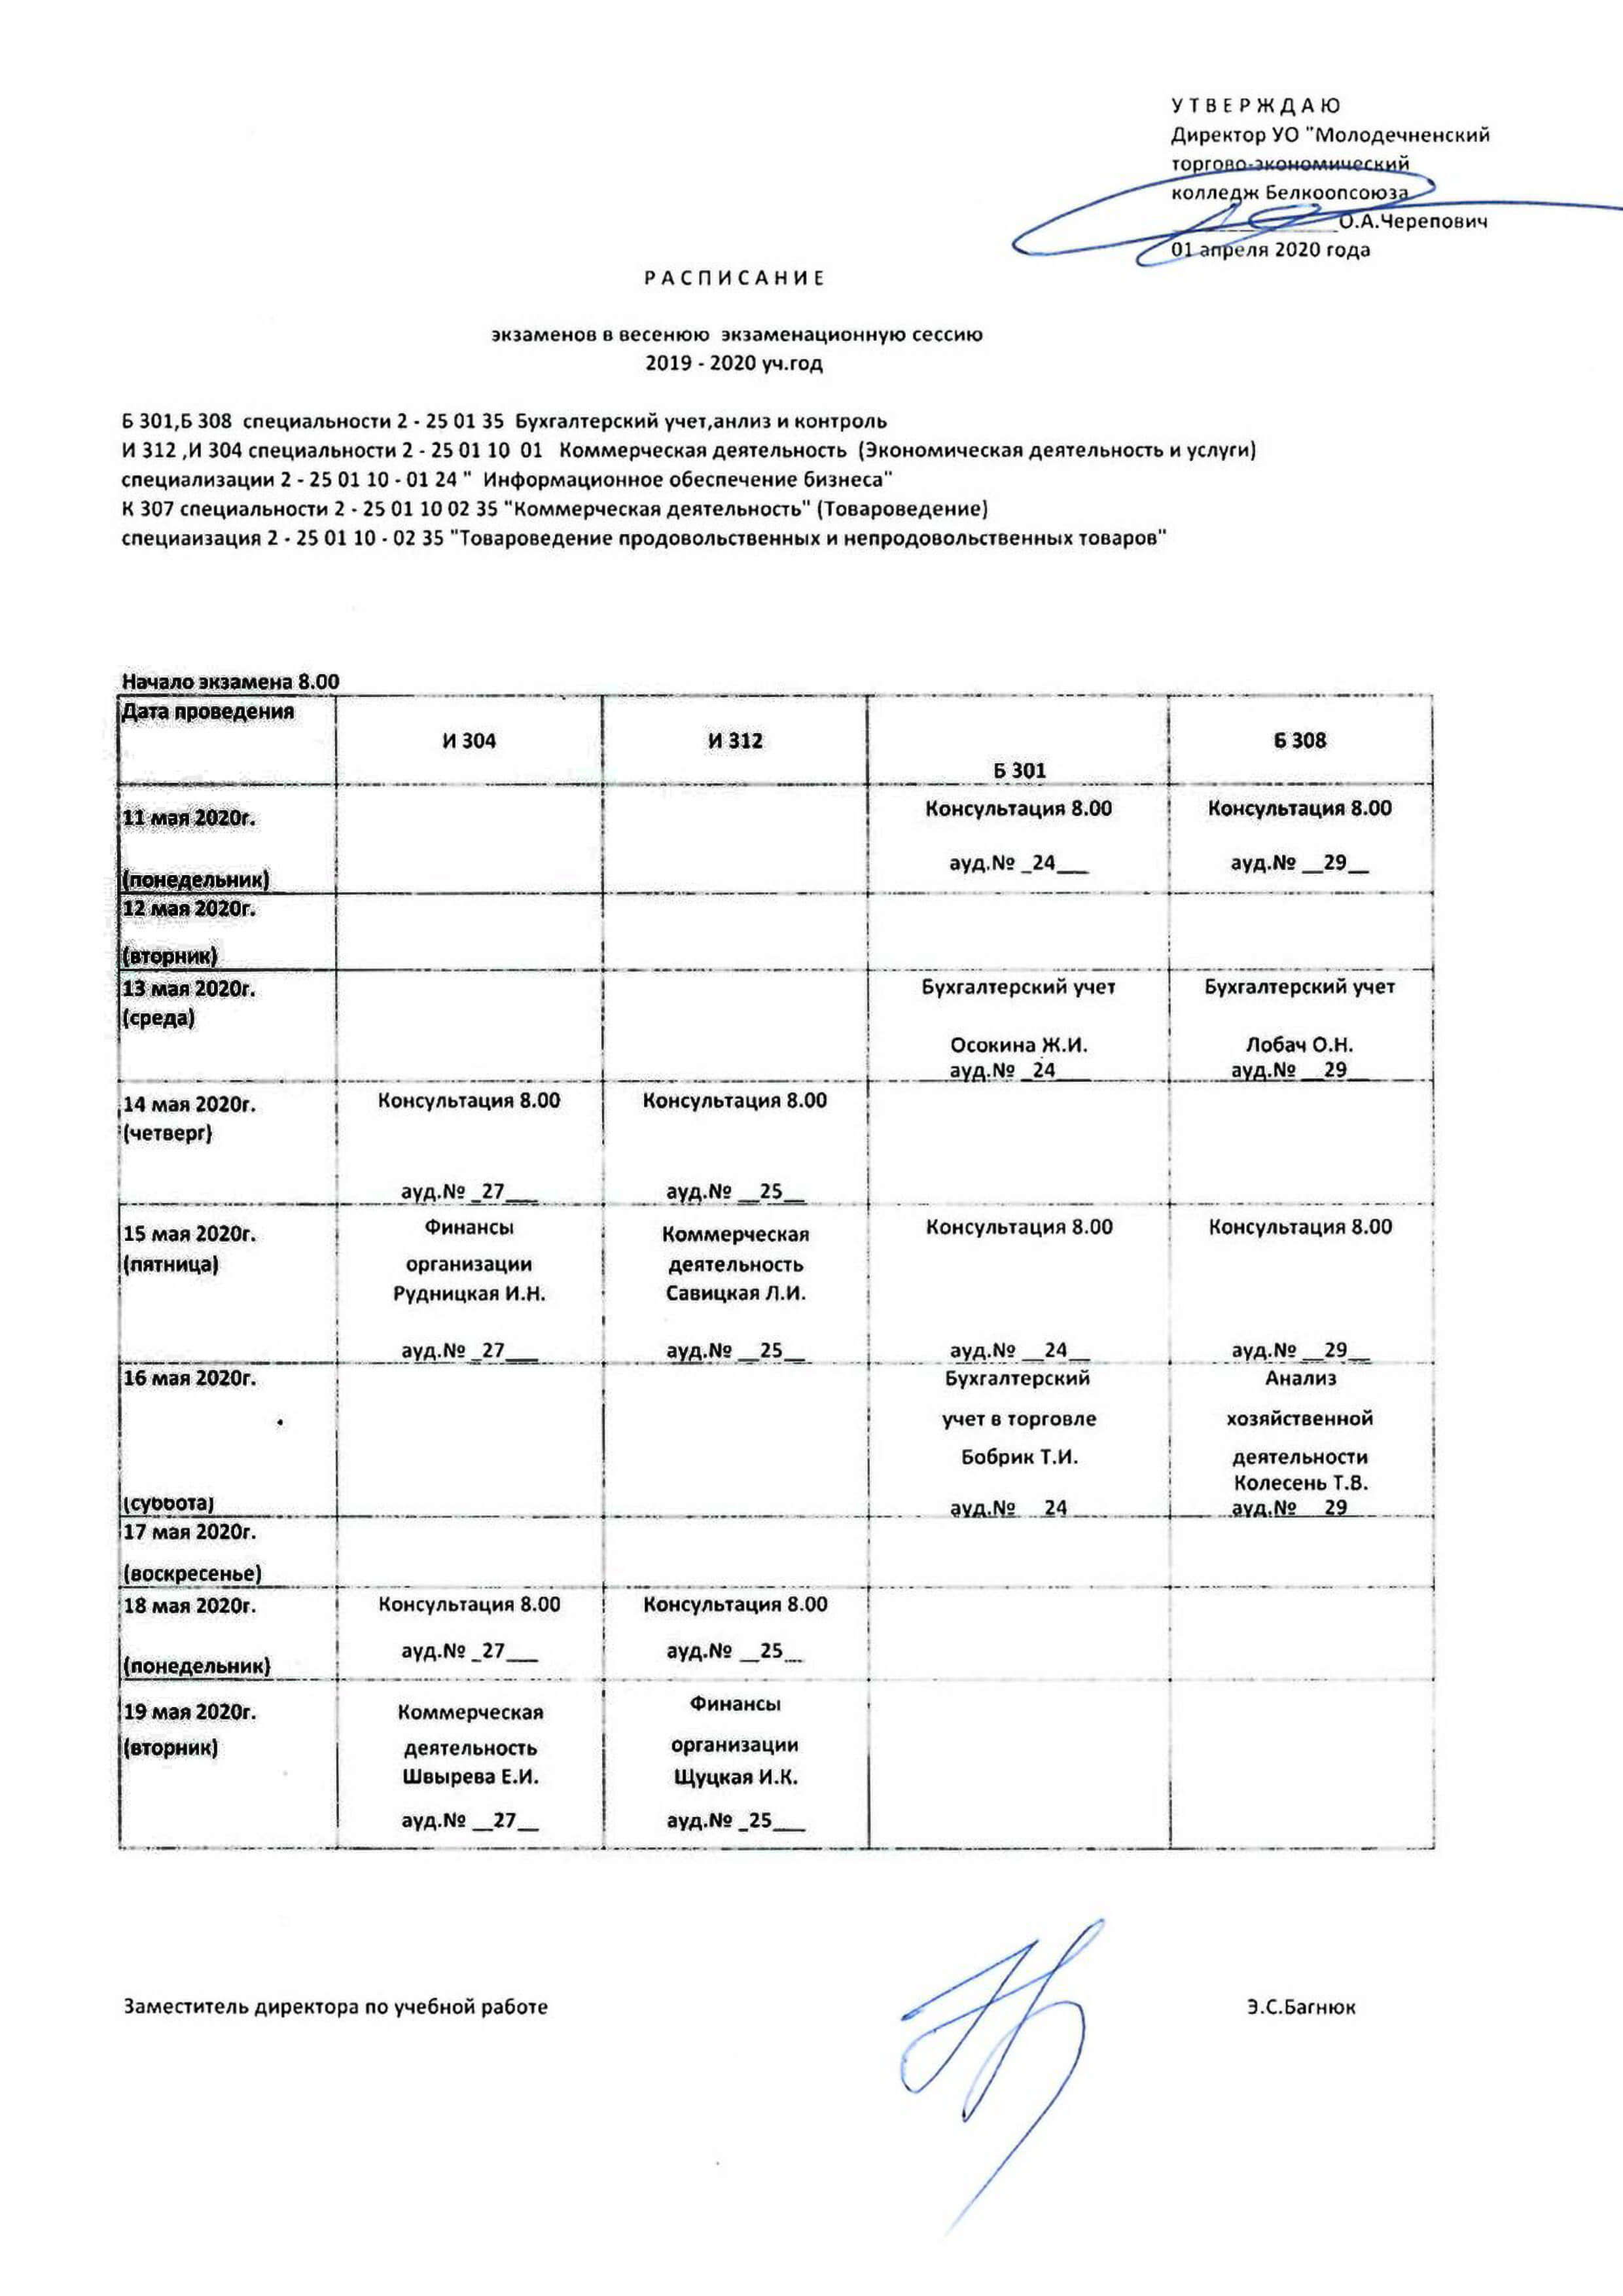 У Т В Е Р Ж Д А Ю
Директор УО "Молодечненский
торгово-экономический
колледж Белкоопсоюза
______________О.А.Черепович
01 апреля 2020 года
Р А С П И С А Н И Е
экзаменов в весенюю экзаменационную сессию
2019 - 2020 уч.год
Б 301,Б 308 специальности 2 - 25 01 35 Бухгалтерский учет,анлиз и контроль
И 312 ,И 304 специальности 2 - 25 01 10 01 Коммерческая деятельность (Экономическая деятельность и услуги)
специализации 2 - 25 01 10 - 01 24 " Информационное обеспечение бизнеса"
К 307 специальности 2 - 25 01 10 02 35 "Коммерческая деятельность" (Товароведение)
специаизация 2 - 25 01 10 - 02 35 "Товароведение продовольственных и непродовольственных товаров"
Начало экзамена 8.00
Дата проведения
И 304
И 312
Б 301
Б 308
11 мая 2020г.
(понедельник)
Консультация 8.00
ауд.№ _24___
Консультация 8.00
ауд.№ __29__
12 мая 2020г.
(вторник)
13 мая 2020г.
(среда)
Бухгалтерский учет
Осокина Ж.И.
ауд.№ _24___
Бухгалтерский учет
Лобач О.Н.
ауд.№ __29__
14 мая 2020г.
(четверг)
Консультация 8.00
ауд.№ _27___
Консультация 8.00
ауд.№ __25__
15 мая 2020г.
(пятница)
Финансы
организации
Рудницкая И.Н.
ауд.№ _27___
Коммерческая
деятельность
Савицкая Л.И.
ауд.№ __25__
Консультация 8.00
ауд.№ __24__
Консультация 8.00
ауд.№ __29__
16 мая 2020г.
(суббота)
Бухгалтерский
учет в торговле
Бобрик Т.И.
ауд.№ __24__
Анализ
хозяйственной
деятельности
Колесень Т.В.
ауд.№ __29__
17 мая 2020г.
(воскресенье)
18 мая 2020г.
(понедельник)
Консультация 8.00
ауд.№ _27___
Консультация 8.00
ауд.№ __25__
19 мая 2020г.
(вторник)
Коммерческая
деятельность
Швырева Е.И.
ауд.№ __27__
Финансы
организации
Щуцкая И.К.
ауд.№ _25___
Заместитель директора по учебной работе
Э.С.Багнюк